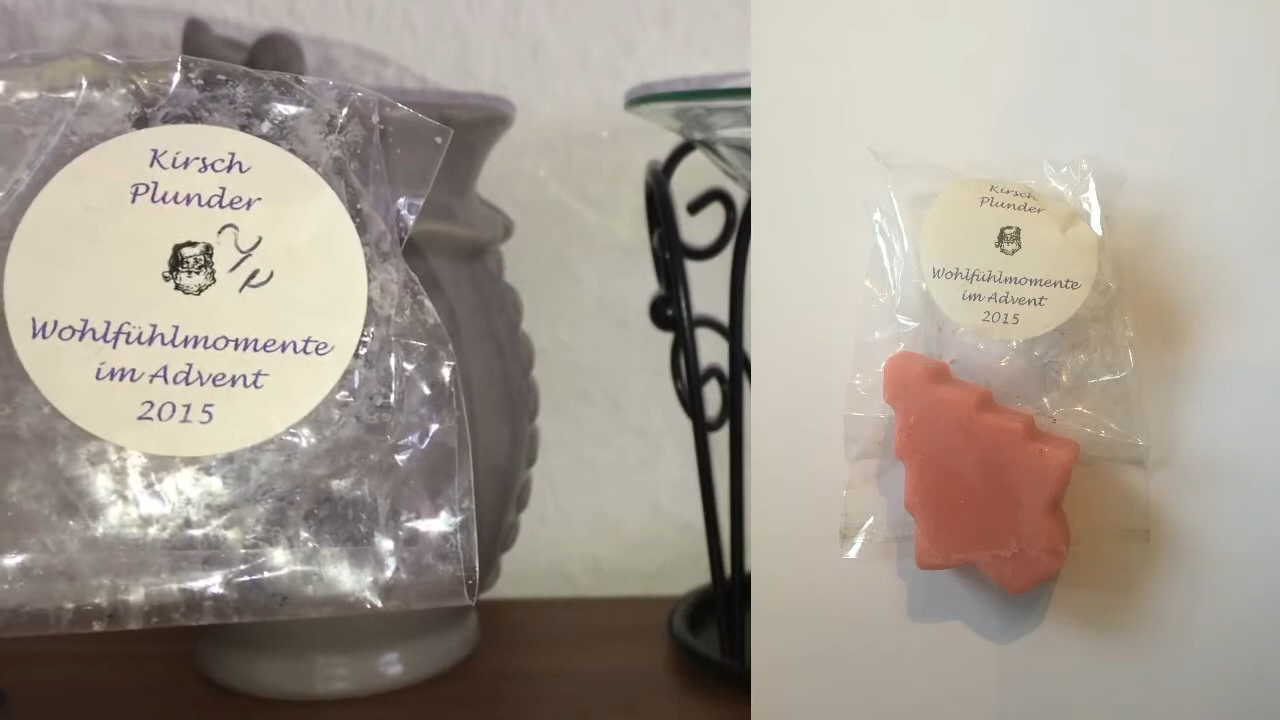 Kirsch
Plunder
Wohlfühlmomente
im Advent
2015
Kirsch
Plunder
Wohlfühlmomente
im Advent
2015